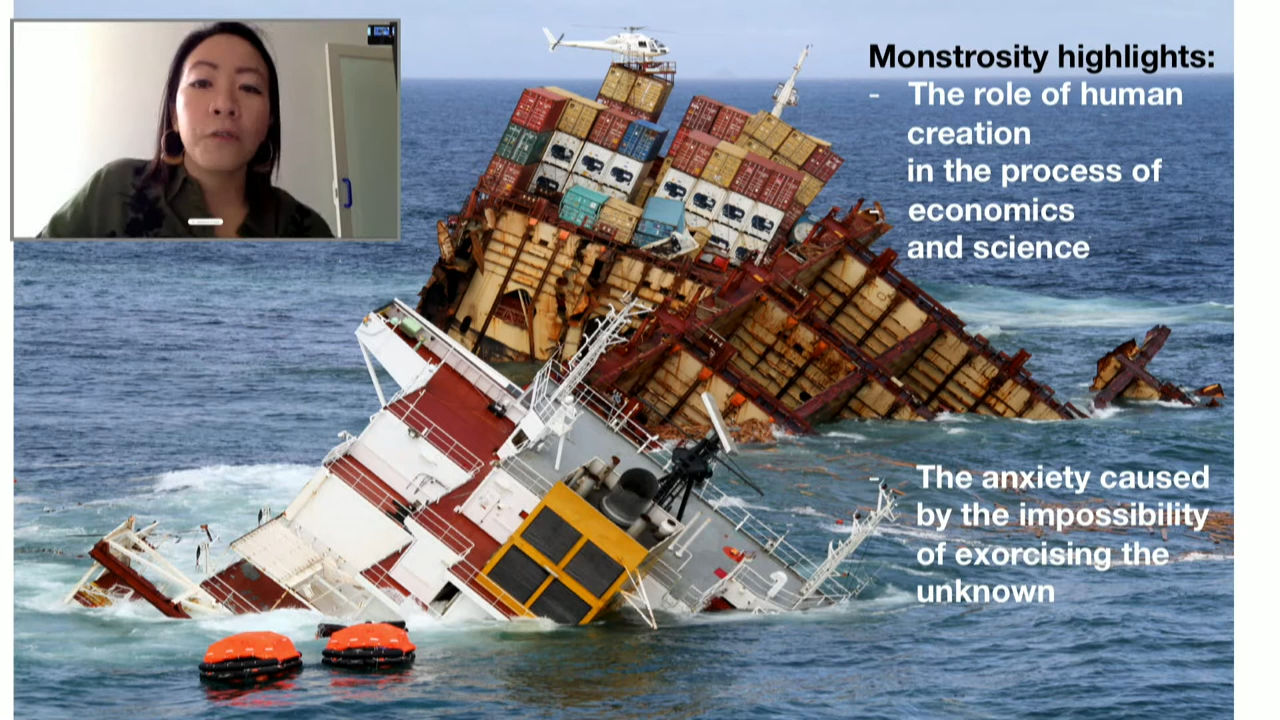 Monstrosity highlights:
- The role of human
creation
in the process of
- economics
and science
- The anxiety caused
by the impossibility
of exorcising the
unknown